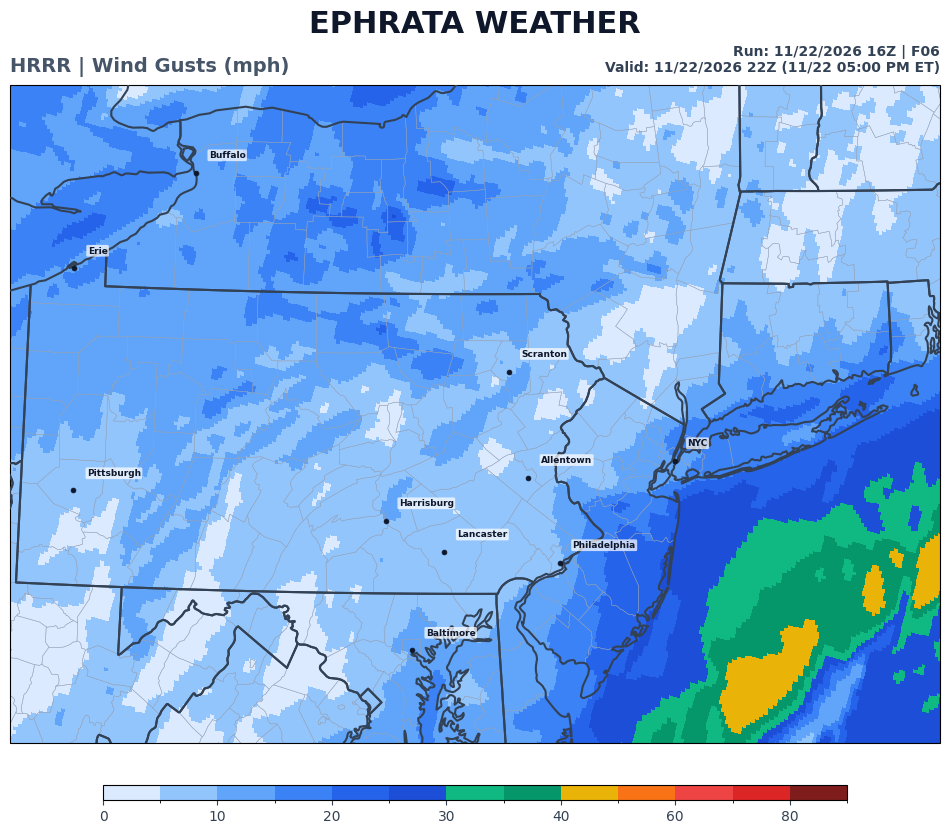 EPHRATA WEATHER
Run: 11/22/2026 16Z | F06
HRRR | Wind Gusts (mph)
Valid: 11/22/2026 22Z (11/22 05:00 PM ET)
Buffalo
Erie
Scranton
NYC
Allentown
Pittsburgh
Harrisburg
Lancaster
Philadelphia
Baltimore
0 10 20 30 40 50 60 70 80